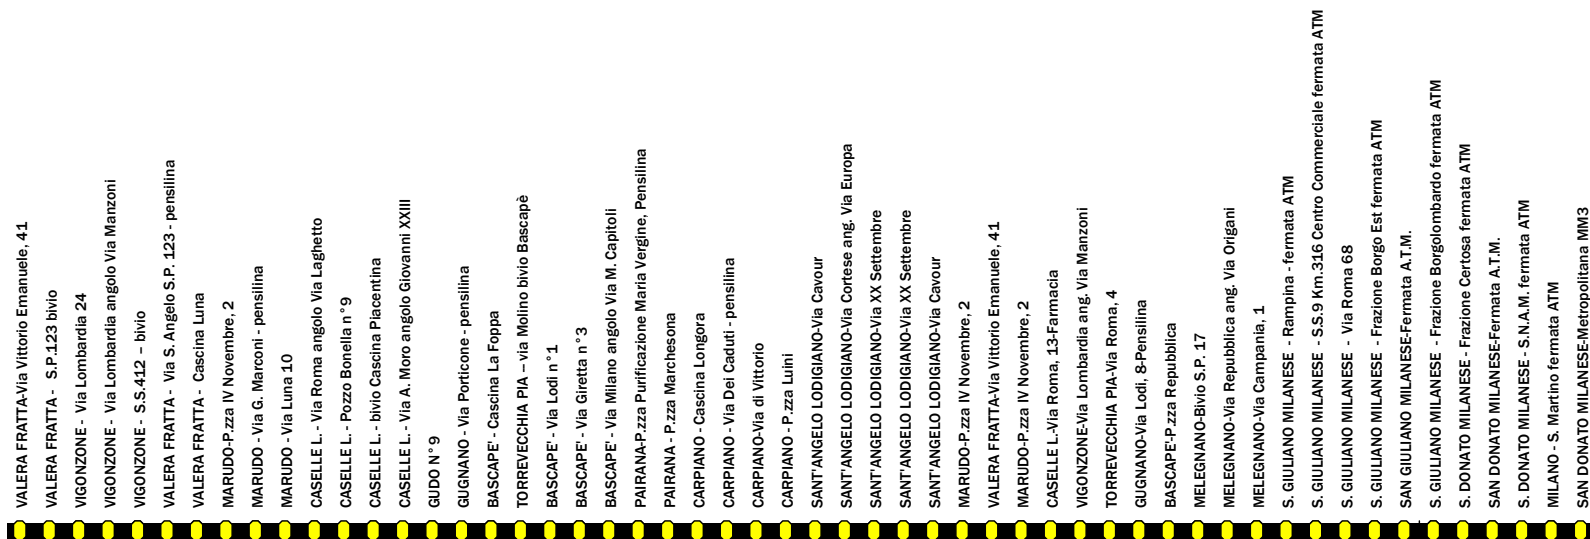 VALERA FRATTA-Via Vittorio Emanuele, 41
VALERA FRATTA - S.P.123 bivio
VIGONZONE - Via Lombardia 24
VIGONZONE - Via Lombardia angolo Via Manzoni
VIGONZONE - S.S.412 – bivio
VALERA FRATTA - Via S. Angelo S.P. 123 - pensilina
VALERA FRATTA - Cascina Luna
MARUDO-P.zza IV Novembre, 2
MARUDO - Via G. Marconi - pensilina
MARUDO - Via Luna 10
CASELLE L. - Via Roma angolo Via Laghetto
CASELLE L. - Pozzo Bonella n°9
CASELLE L. - bivio Cascina Placentina
CASELLE L. - Via A. Moro angolo Giovanni XXIII
GUDO N°9
GUGNANO - Via Porticone - pensilina
BASCAPE' - Cascina La Foppa
TORREVECCHIA PIA – via Molino bivio Bascapè
BASCAPE' - Via Lodi n°1
BASCAPE' - Via Giretta n°3
BASCAPE' - Via Milano angolo Via M. Capitoli
PAIRANA-P.zza Purificazione Maria Vergine, Pensilina
PAIRANA - P.zza Marchesona
CARPIANO - Cascina Longora
CARPIANO - Via Dei Caduti - pensilina
CARPIANO-Via di Vittorio
CARPIANO - P.zza Luini
SANT'ANGELO LODIGIANO-Via Cavour
SANT'ANGELO LODIGIANO-Via Cortese ang. Via Europa
SANT'ANGELO LODIGIANO-Via XX Settembre
SANT'ANGELO LODIGIANO-Via XX Settembre
SANT'ANGELO LODIGIANO-Via Cavour
MARUDO-P.zza IV Novembre, 2
VALERA FRATTA-Via Vittorio Emanuele, 41
MARUDO-P.zza IV Novembre, 2
CASELLE L.-Via Roma, 13-Farmacia
VIGONZONE-Via Lombardia ang. Via Manzoni
TORREVECCHIA PIA-Via Roma, 4
GUGNANO-Via Lodi, 8-Pensilina
BASCAPE'-P.zza Repubblica
MELEGNANO-Bivio S.P. 17
MELEGNANO-Via Repubblica ang. Via Origani
MELEGNANO-Via Campania, 1
S. GIULIANO MILANESE - Rampina - fermata ATM
S. GIULIANO MILANESE - S.S.9 Km.316 Centro Commerciale fermata ATM
S. GIULIANO MILANESE - Via Roma 68
S. GIULIANO MILANESE - Frazione Borgo Est fermata ATM
SAN GIULIANO MILANESE-Fermata A.T.M.
S. GIULIANO MILANESE - Frazione Borgolombardo fermata ATM
S. DONATO MILANESE - Frazione Certosa fermata ATM
SAN DONATO MILANESE-Fermata A.T.M.
S. DONATO MILANESE - S.N.A.M. fermata ATM
MILANO - S. Martino fermata ATM
SAN DONATO MILANESE-Metropolitana MM3